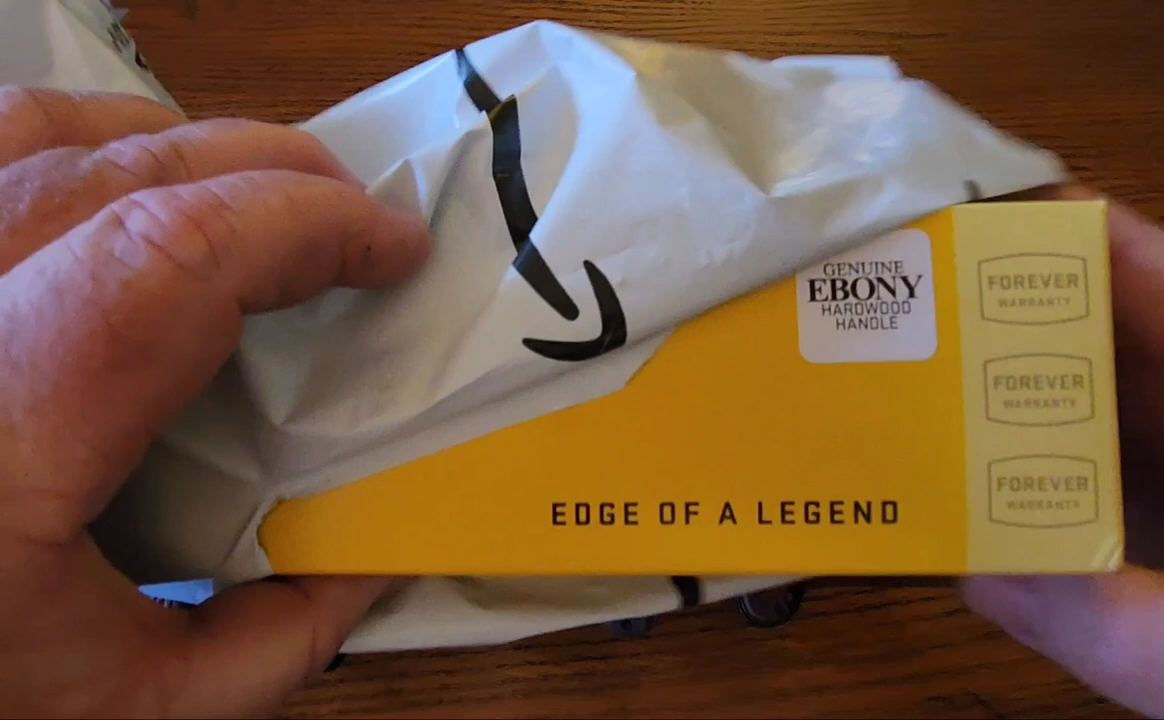 GENUINE
EBONY
HARDWOOD
HANDLE
FOREVER
WARRANTY
FOREVER
WARRANTY
FOREVER
WARRANTY
EDGE OF A LEGEND